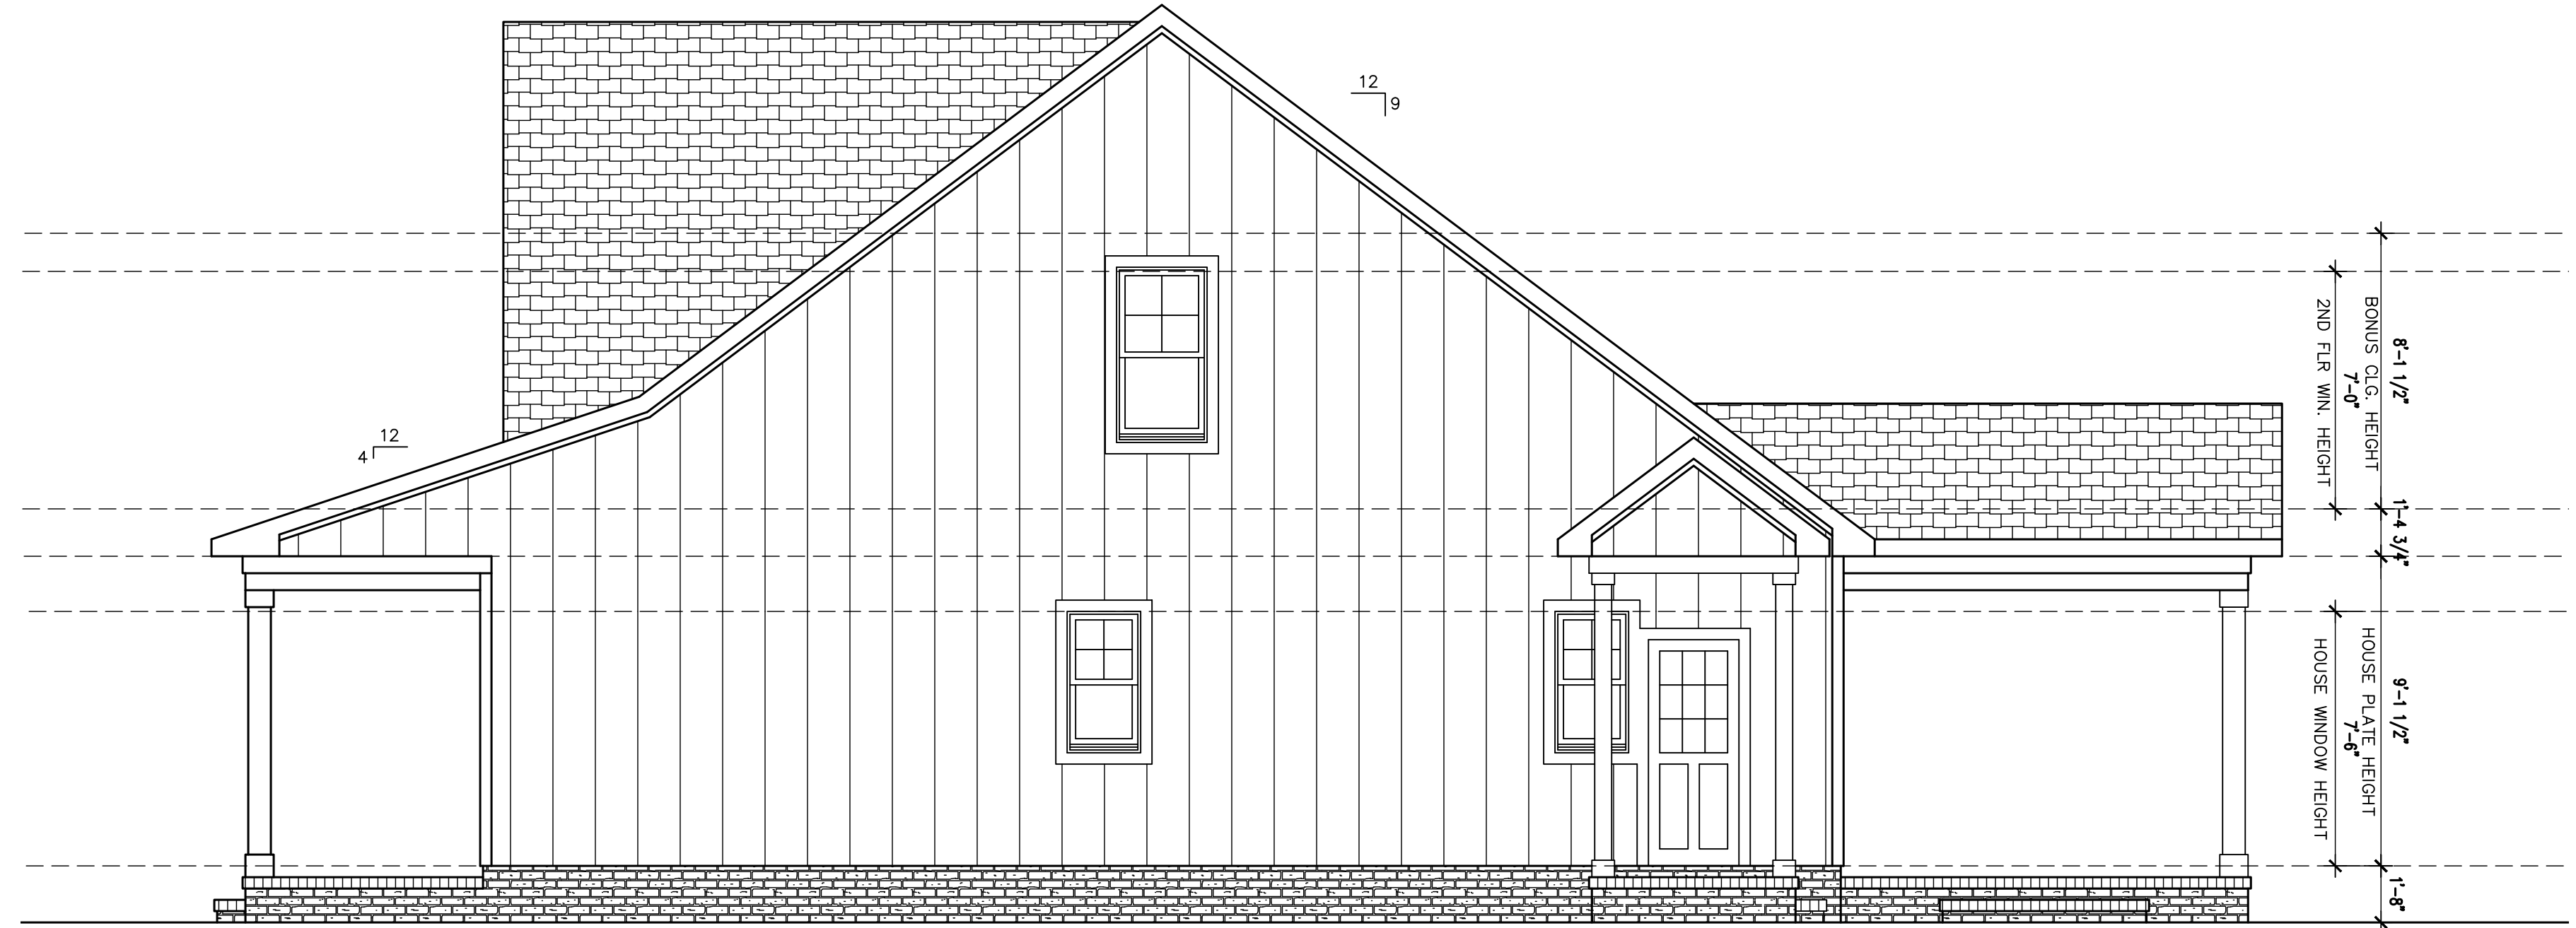 12
9
12
4
8'-1 1/2"
BONUS CLG. HEIGHT
7'-0"
2ND FLR WIN. HEIGHT
1'-4 3/4"
9'-1 1/2"
HOUSE PLATE HEIGHT
7'-6"
HOUSE WINDOW HEIGHT
1'-8"